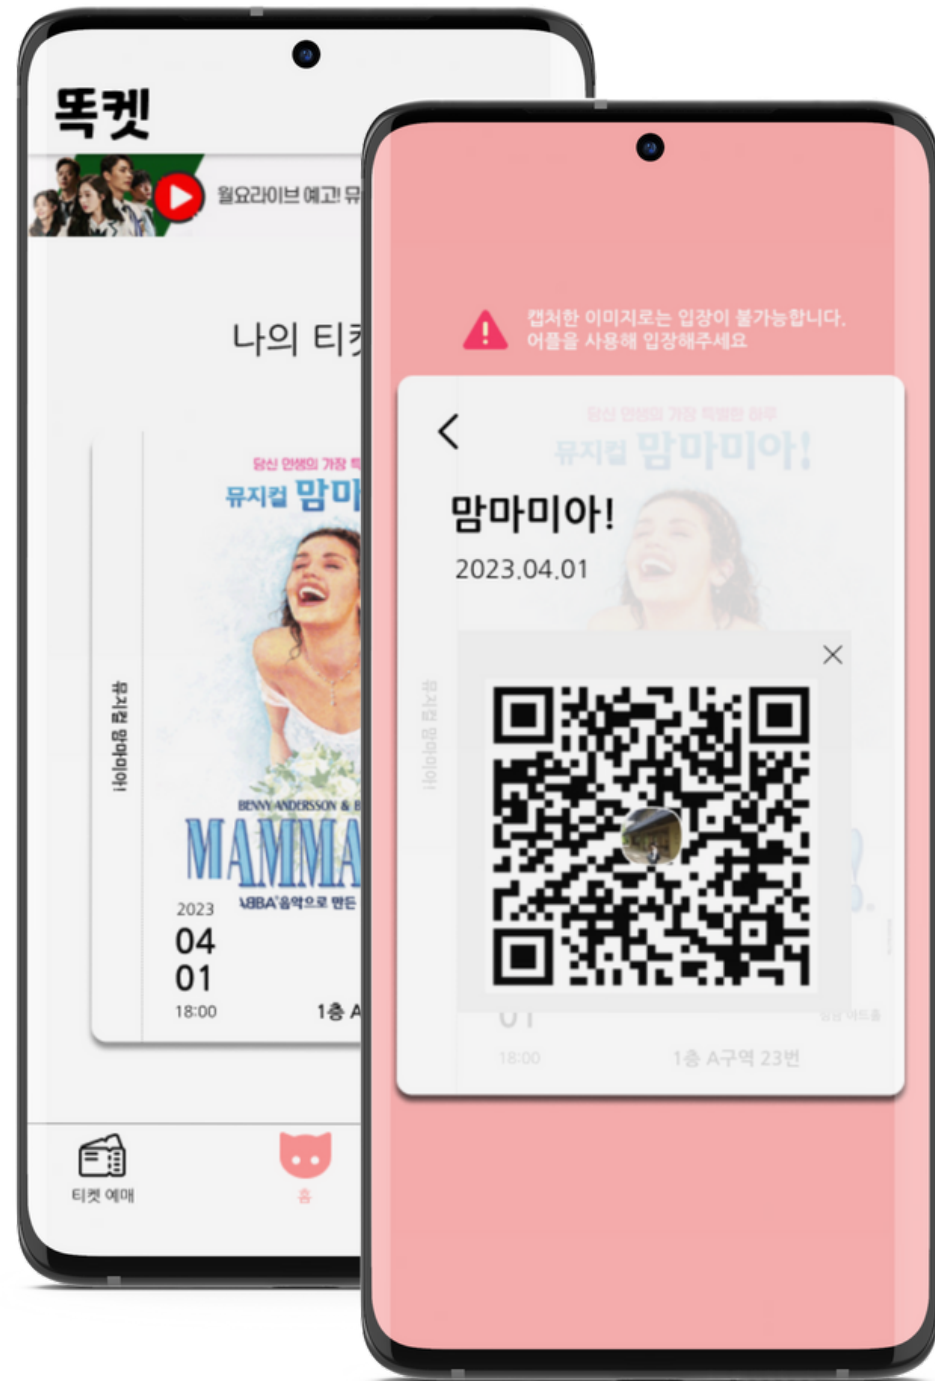 똑켓
월요라이브 예고! 뮤
나의 티켓
당신 인생의 가장 특
뮤지컬 맘마
뮤지컬 맘마미아!
BENNY ANDERSSON & B
MAMMA
ABBA 음악으로 만든
2023
04
01
18:00
1층 A
티켓 예매
홈
캡처한 이미지로는 입장이 불가능합니다.
어플을 사용해 입장해주세요
당신 인생의 가장 특별한 하루
뮤지컬 맘마미아!
맘마미아!
2023.04.01
뮤지컬 맘마미아!
01
아트홀
18:00
1층 A구역 23번